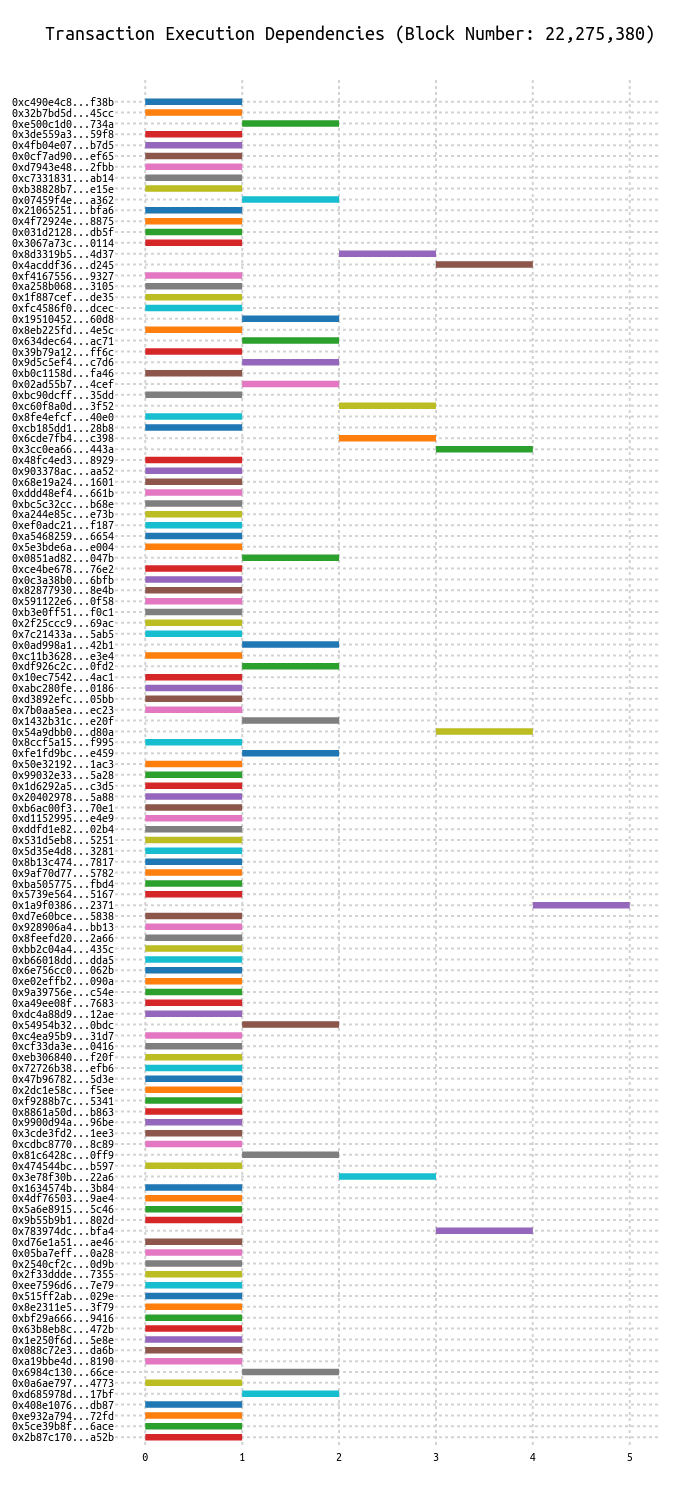 Transaction Execution Dependencies (Block Number: 22,275,380)
0xc490e4c8...f38b
0x32b7bd5d...45cc
0xe500c1d0...734a
0x3de559a3...59f8
0x4fb04e07...b7d5
0x0cf7ad90...ef65
0xd7943e48...2fbb
0xc7331831...ab14
0xb38828b7...e15e
0x07459f4e...a362
0x21065251...bfa6
0x4f72924e...8875
0x031d2128...db5f
0x3067a73c...0114
0x8d3319b5...4d37
0x4acddf36...d245
0xf4167556...9327
0xa258b068...3105
0x1f887cef...de35
0xfc4586f0...dcec
0x19510452...60d8
0x8eb225fd...4e5c
0x634dec64...ac71
0x39b79a12...ff6c
0x9d5c5ef4...c7d6
0xb0c1158d...fa46
0x02ad55b7...4cef
0xbc90dcff...35dd
0xc60f8a0d...3f52
0x8fe4efcf...40e0
0xcb185dd1...28b8
0x6cde7fb4...c398
0x3cc0ea66...443a
0x48fc4ed3...8929
0x903378ac...aa52
0x68e19a24...1601
0xddd48ef4...661b
0xbc5c32cc...b68e
0xa244e85c...e73b
0xef0adc21...f187
0xa5468259...6654
0x5e3bde6a...e004
0x0851ad82...047b
0xce4be678...76e2
0x0c3a38b0...6bfb
0x82877930...8e4b
0x591122e6...0f58
0xb3e0ff51...f0c1
0x2f25ccc9...69ac
0x7c21433a...5ab5
0x0ad998a1...42b1
0xc11b3628...e3e4
0xdf926c2c...0fd2
0x10ec7542...4ac1
0xabc280fe...0186
0xd3892efc...05bb
0x7b0aa5ea...ec23
0x1432b31c...e20f
0x54a9dbb0...d80a
0x8ccf5a15...f995
0xfe1fd9bc...e459
0x50e32192...1ac3
0x99032e33...5a28
0x1d6292a5...c3d5
0x20402978...5a88
0xb6ac00f3...70e1
0xd1152995...e4e9
0xddfd1e82...02b4
0x531d5eb8...5251
0x5d35e4d8...3281
0x8b13c474...7817
0x9af70d77...5782
0xba505775...fbd4
0x5739e564...5167
0x1a9f0386...2371
0xd7e60bce...5838
0x928906a4...bb13
0x8feefd20...2a66
0xbb2c04a4...435c
0xb66018dd...dda5
0x6e756cc0...062b
0xe02effb2...090a
0x9a39756e...c54e
0xa49ee08f...7683
0xdc4a88d9...12ae
0x54954b32...0bdc
0xc4ea95b9...31d7
0xcf33da3e...0416
0xeb306840...f20f
0x72726b38...efb6
0x47b96782...5d3e
0x2dc1e58c...f5ee
0xf9288b7c...5341
0x8861a50d...b863
0x9900d94a...96be
0x3cde3fd2...1ee3
0xcdbc8770...8c89
0x81c6428c...0ff9
0x474544bc...b597
0x3e78f30b...22a6
0x1634574b...3b84
0x4df76503...9ae4
0x5a6e8915...5c46
0x9b55b9b1...802d
0x783974dc...bfa4
0xd76e1a51...ae46
0x05ba7eff...0a28
0x2540cf2c...0d9b
0x2f33ddde...7355
0xee7596d6...7e79
0x515ff2ab...029e
0x8e2311e5...3f79
0xbf29a666...9416
0x63b8eb8c...472b
0x1e250f6d...5e8e
0x088c72e3...da6b
0xa19bbe4d...8190
0x6984c130...66ce
0x0a6ae797...4773
0xd685978d...17bf
0x408e1076...db87
0xe932a794...72fd
0x5ce39b8f...6ace
0x2b87c170...a52b
0 1 2 3 4 5